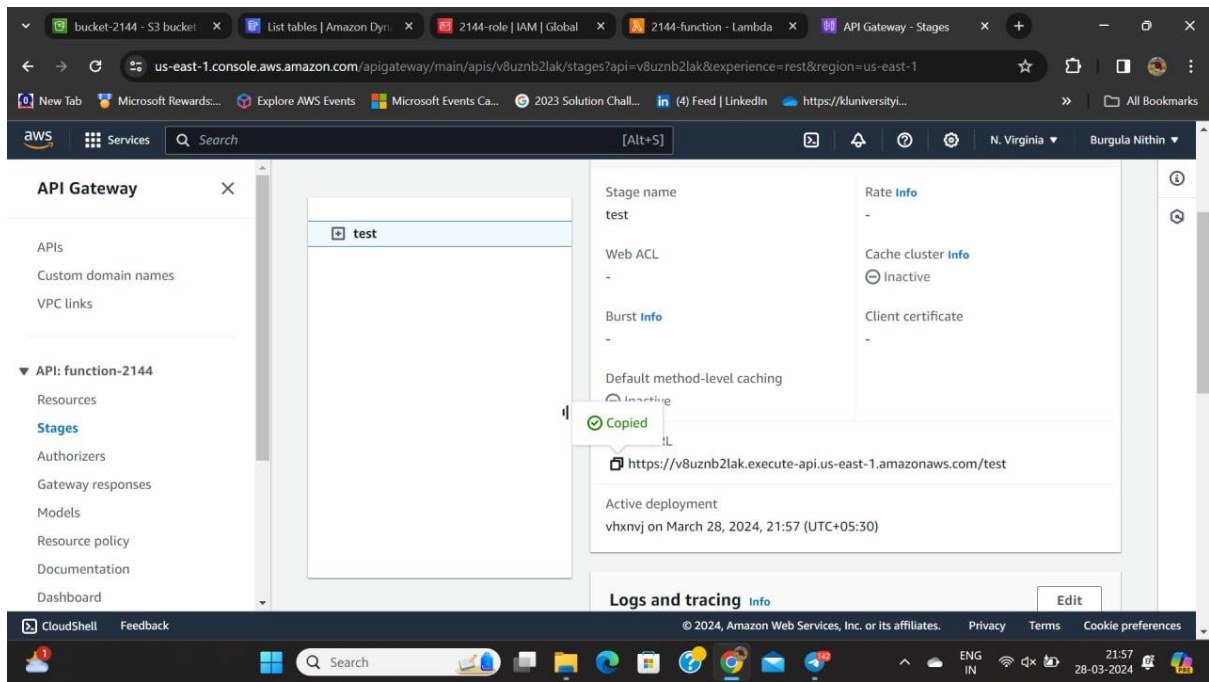 bucket-2144 - S3 bucket
List tables | Amazon Dyn
2144-role | IAM | Global
2144-function - Lambda
API Gateway - Stages
us-east-1.console.aws.amazon.com/apigateway/main/apis/v8uznb2lak/stages?api=v8uznb2lak&experience=rest&region=us-east-1
New Tab Microsoft Rewards:... Explore AWS Events Microsoft Events Ca... 2023 Solution Chall... (4) Feed | LinkedIn https://kluniversityi... » All Bookmarks
aws Services Search [Alt+S] N. Virginia ▼ Burgula Nithin ▼
API Gateway
APIs
Custom domain names
VPC links
▼ API: function-2144
Resources
Stages
Authorizers
Gateway responses
Models
Resource policy
Documentation
Dashboard
test
Stage name
test
Rate Info
-
Web ACL
-
Cache cluster Info
Inactive
Burst Info
-
Client certificate
-
Default method-level caching
Inactive
Copied
RL
https://v8uznb2lak.execute-api.us-east-1.amazonaws.com/test
Active deployment
vhxnvj on March 28, 2024, 21:57 (UTC+05:30)
Logs and tracing Info
Edit
CloudShell Feedback © 2024, Amazon Web Services, Inc. or its affiliates. Privacy Terms Cookie preferences
1
Search
ENG
IN
21:57
28-03-2024